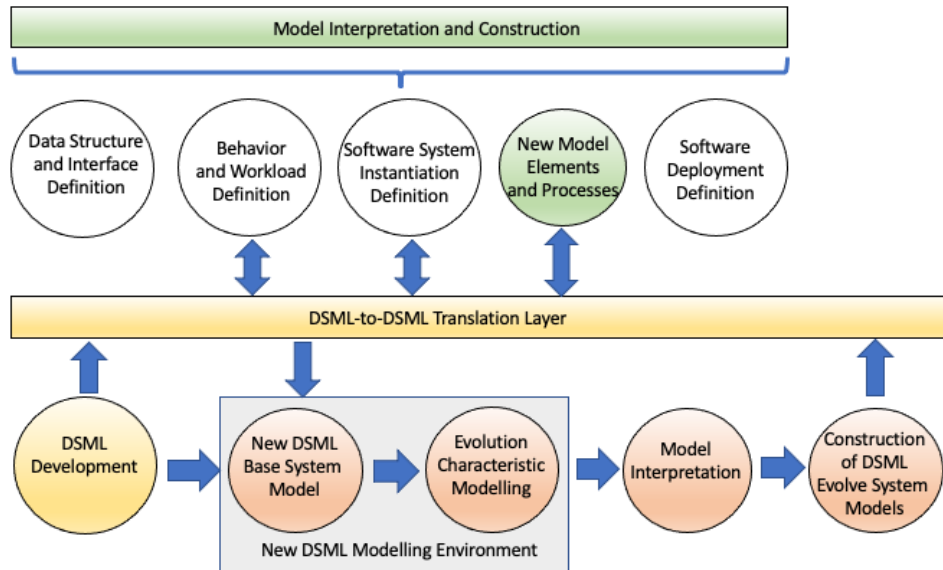 Model Interpretation and Construction
Data Structure
and Interface
Definition
Behavior
and Workload
Definition
Software System
Instantiation
Definition
New Model
Elements
and Processes
Software
Deployment
Definition
DSML-to-DSML Translation Layer
DSML
Development
New DSML
Base System
Model
Evolution
Characteristic
Modelling
Model
Interpretation
Construction
of DSML
Evolve System
Models
New DSML Modelling Environment